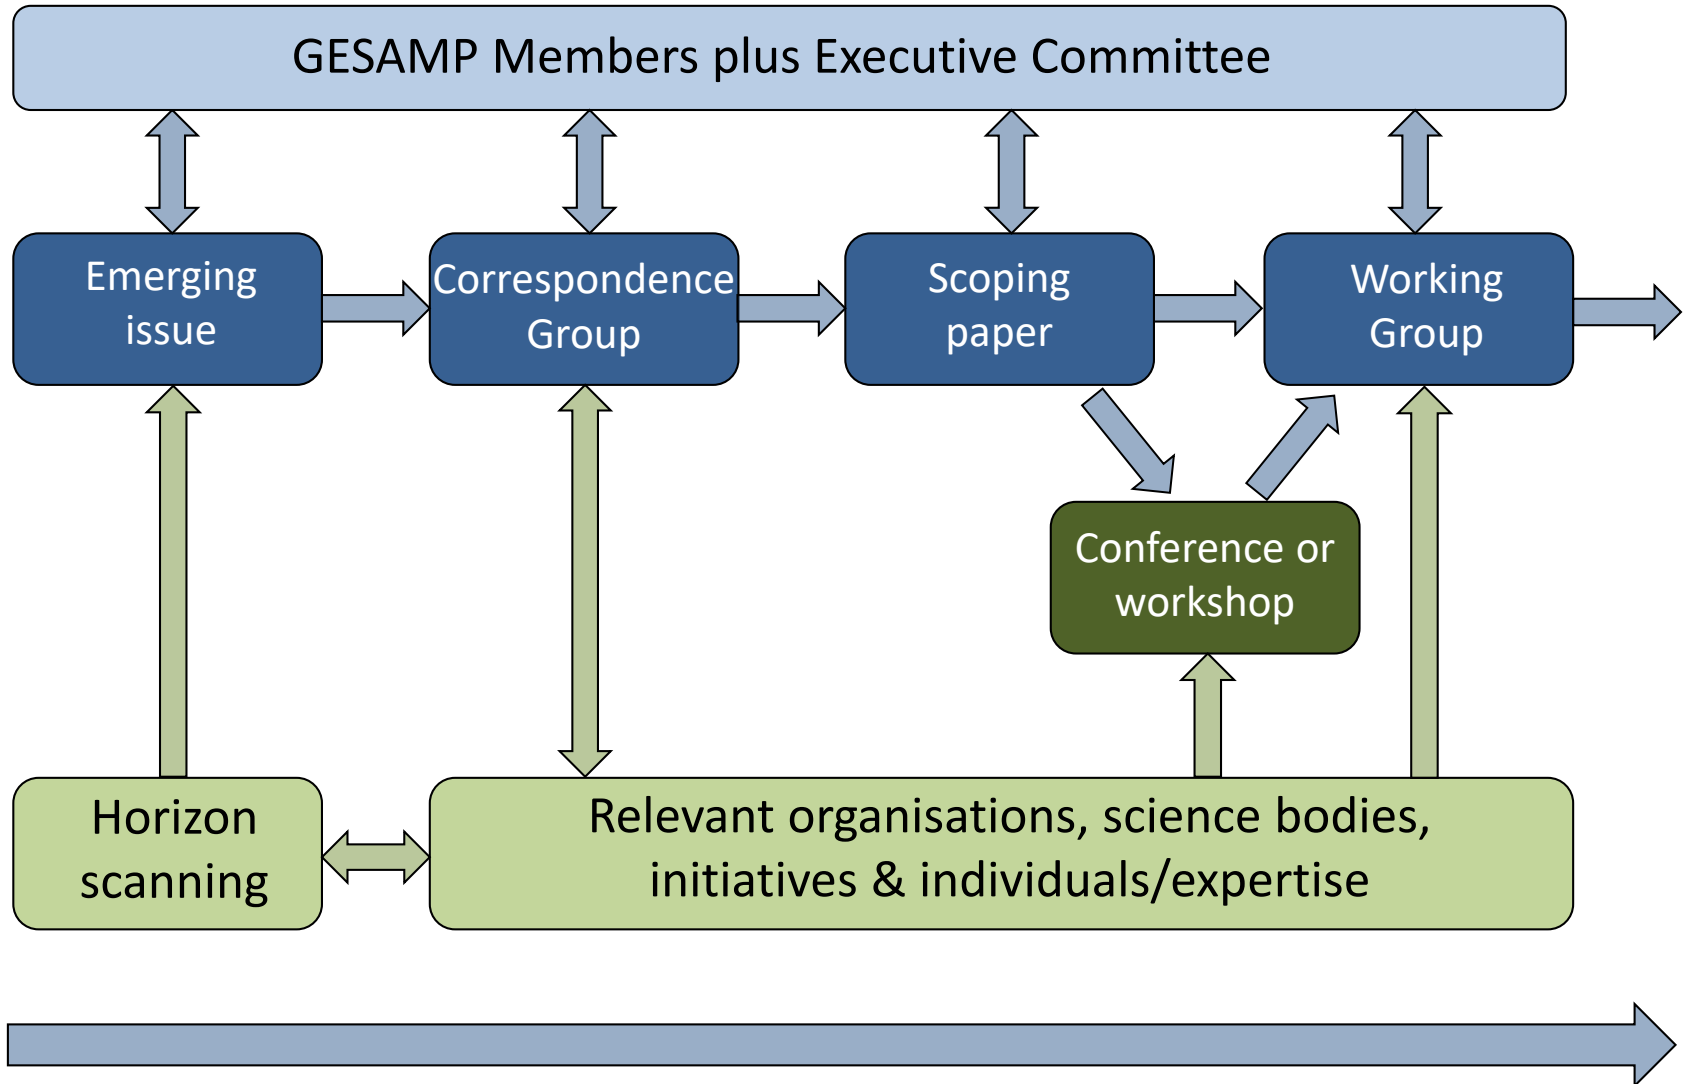 GESAMP Members plus Executive Committee
Emerging
issue
Correspondence
Group
Scoping
paper
Working
Group
Conference or
workshop
Horizon
scanning
Relevant organisations, science bodies,
initiatives & individuals/expertise